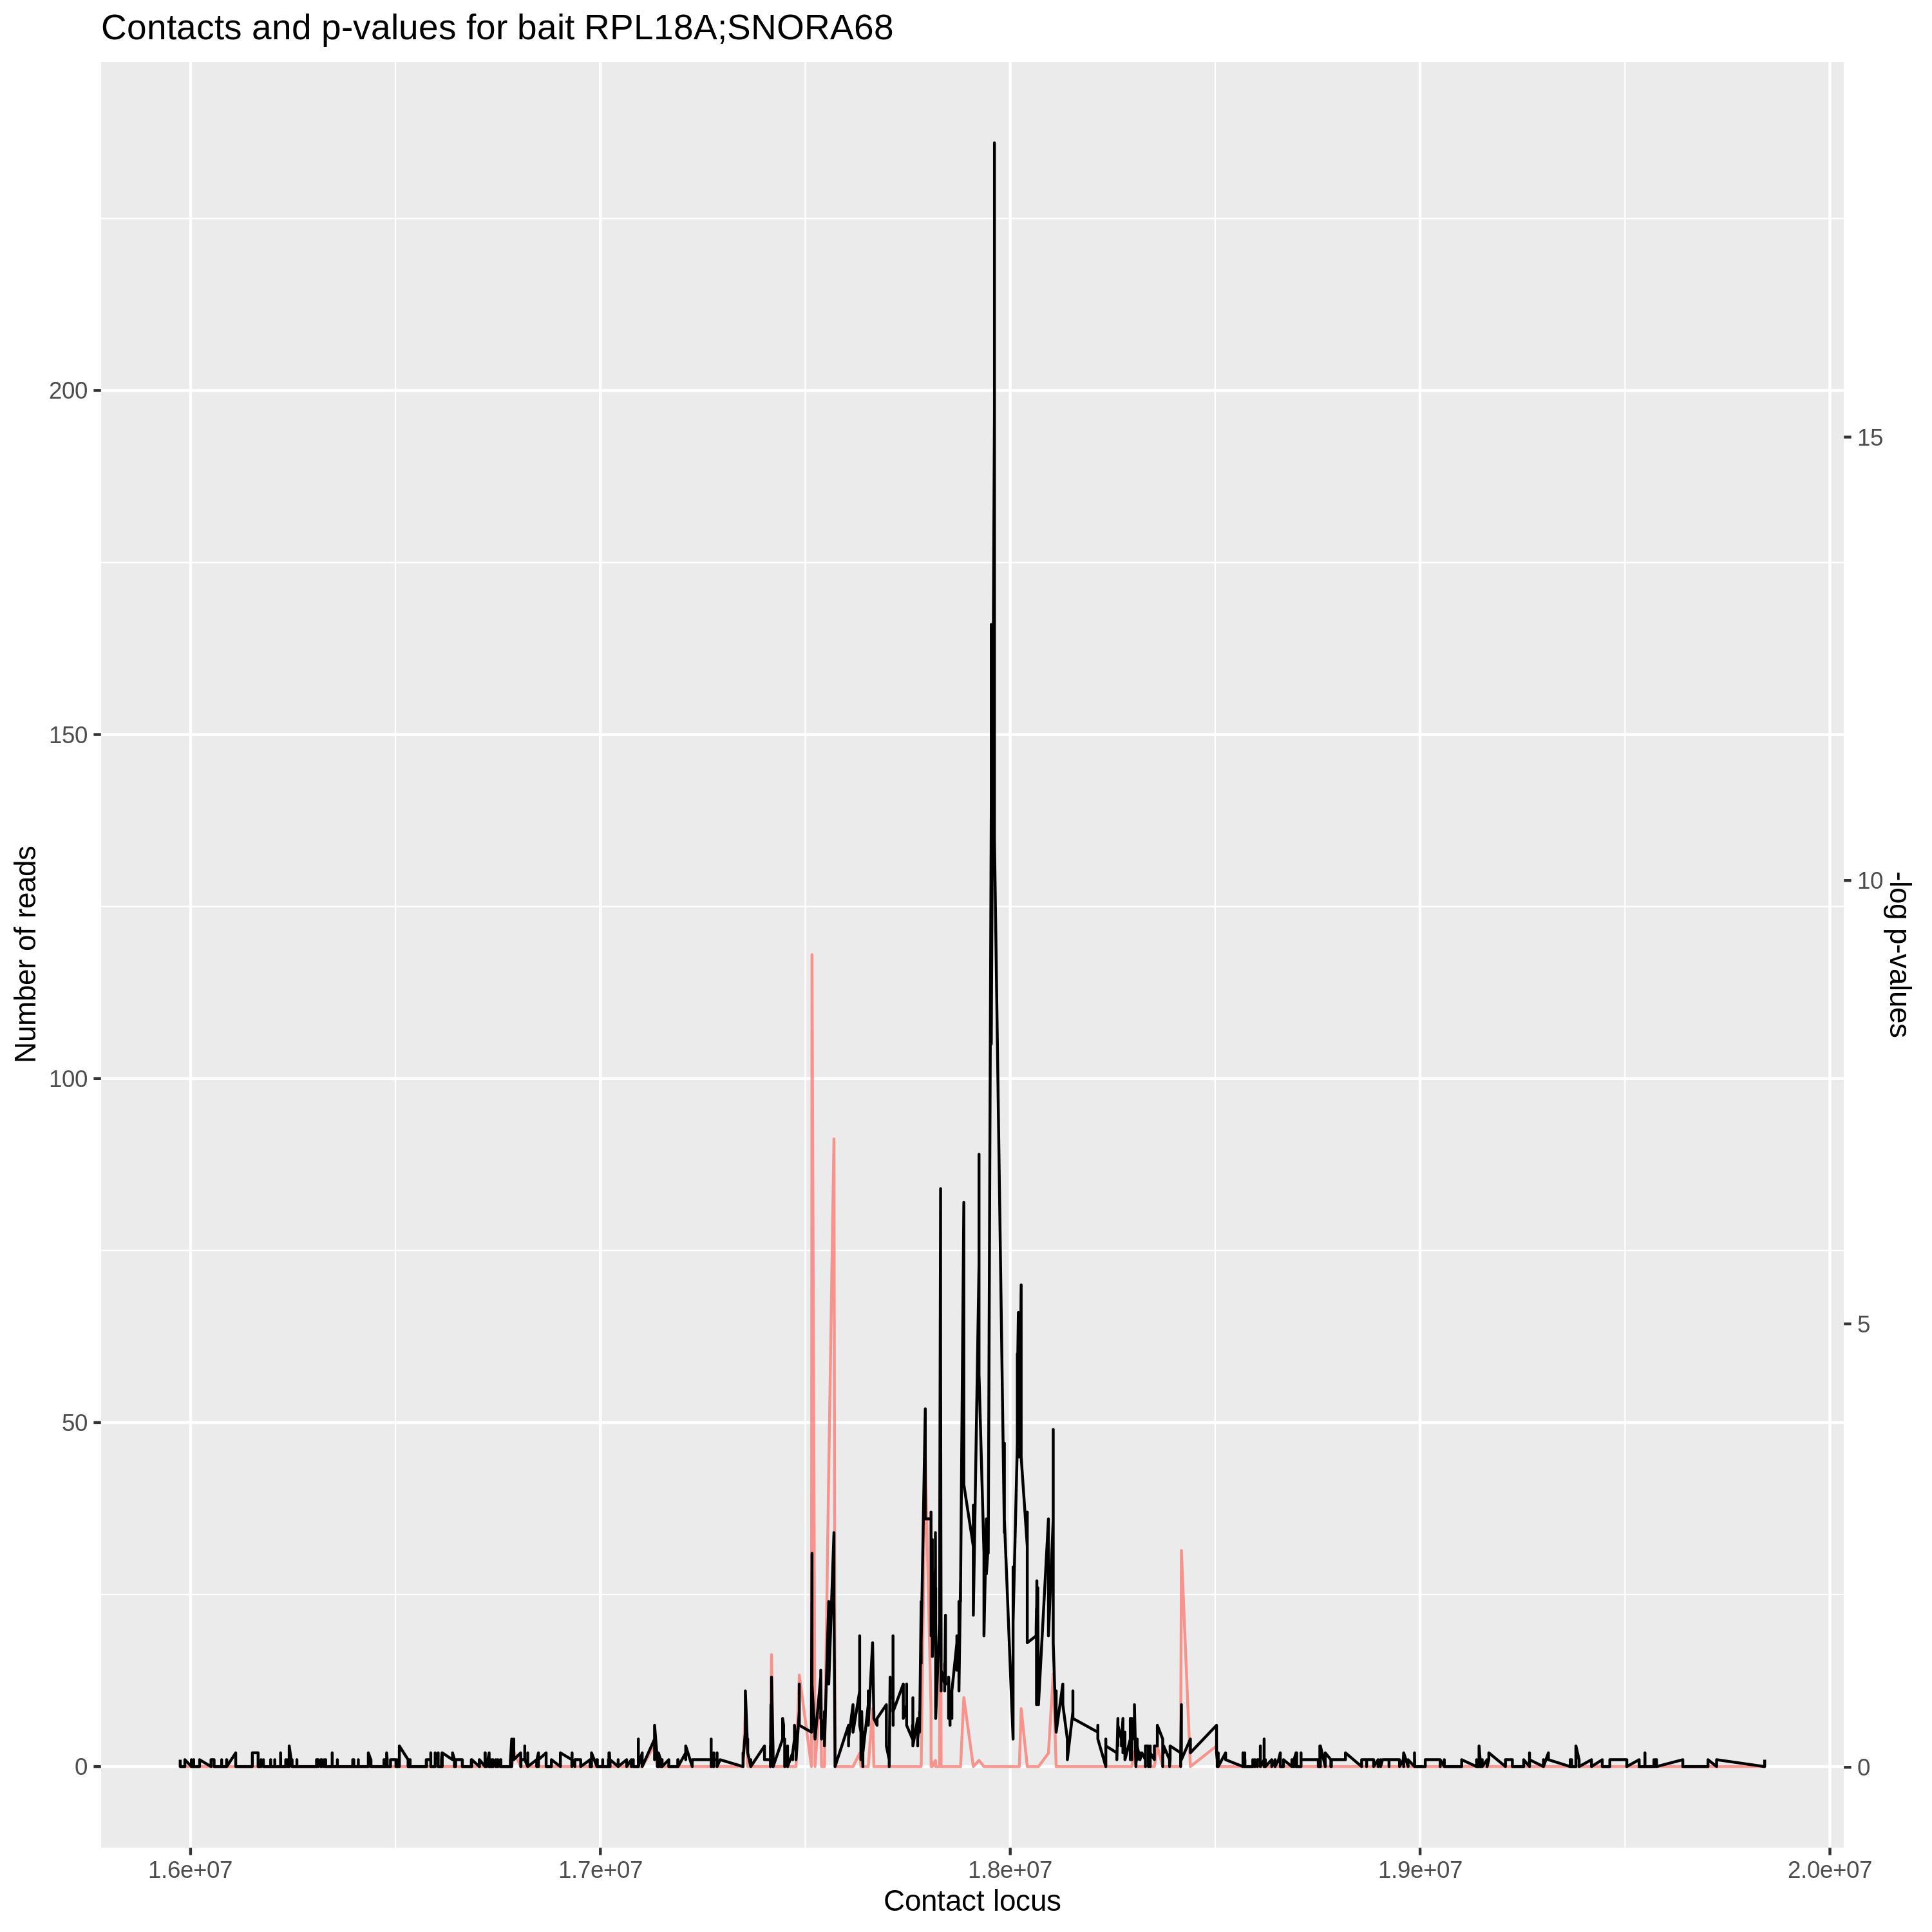 Contacts and p-values for bait RPL18A;SNORA68
200
150
100
50
0
15
10
5
0
Number of reads
-log p-values
1.6e+07
1.7e+07
1.8e+07
1.9e+07
2.0e+07
Contact locus